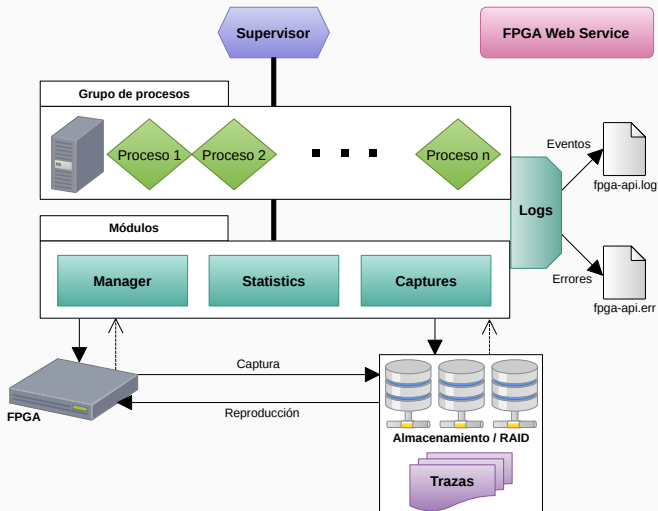 Supervisor
FPGA Web Service
Grupo de procesos
Proceso 1
Proceso 2
Proceso n
Eventos
fpga-api.log
Logs
Errores
fpga-api.err
Módulos
Manager
Statistics
Captures
Captura
Reproducción
FPGA
Almacenamiento / RAID
Trazas